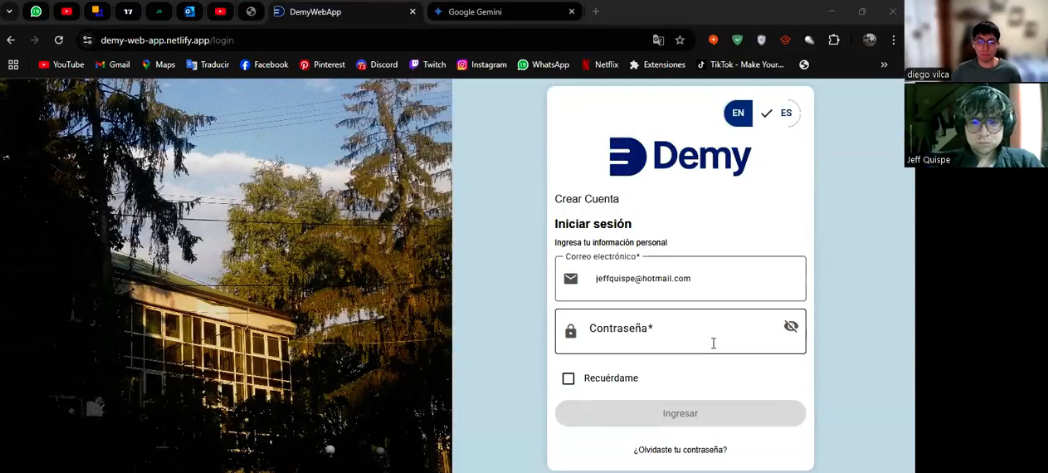 DemyWebApp
Google Gemini
demy-web-app.netlify.app/login
YouTube
Gmail
Maps
Traducir
Facebook
Pinterest
Discord
Twitch
Instagram
WhatsApp
Netflix
Extensiones
TikTok - Make Your...
»
diego vilca
Jeff Quispe
EN
ES
Demy
Crear Cuenta
Iniciar sesión
Ingresa tu información personal
Correo electrónico*
jeffquispe@hotmail.com
Contraseña*
Recuérdame
Ingresar
¿Olvidaste tu contraseña?